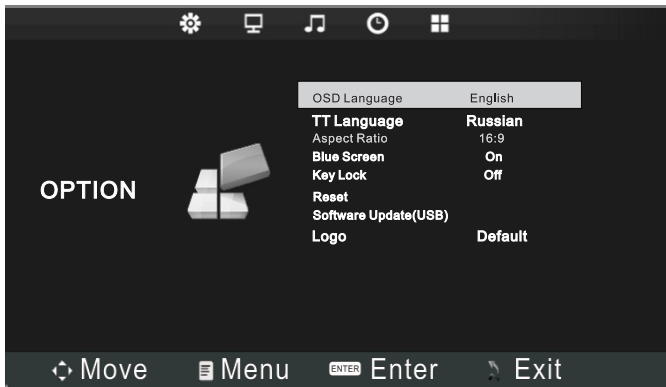 OSD Language English
TT Language Russian
Aspect Ratio 16:9
Blue Screen On
Key Lock Off
OPTION
Reset
Software Update(USB)
Logo Default
Move Menu ENTER Enter Exit